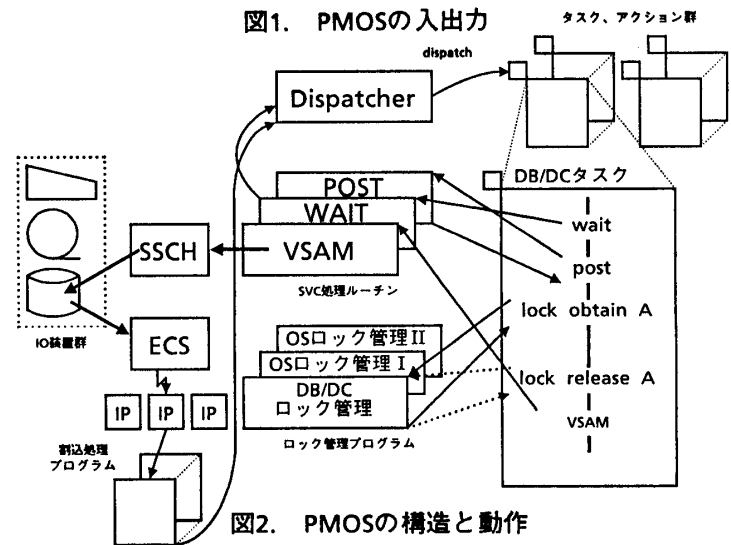 図1. PMOSの入出力
タスク、アクション群
dispatch
Dispatcher
DB/DCタスク
POST
WAIT
VSAM
SVC処理ルーチン
SSCH
IO装置群
ECS
IP
IP
IP
割込処理
プログラム
OSロック管理II
OSロック管理I
DB/DC
ロック管理
ロック管理プログラム
wait
post
lock obtain A
lock release A
VSAM
図2. PMOSの構造と動作